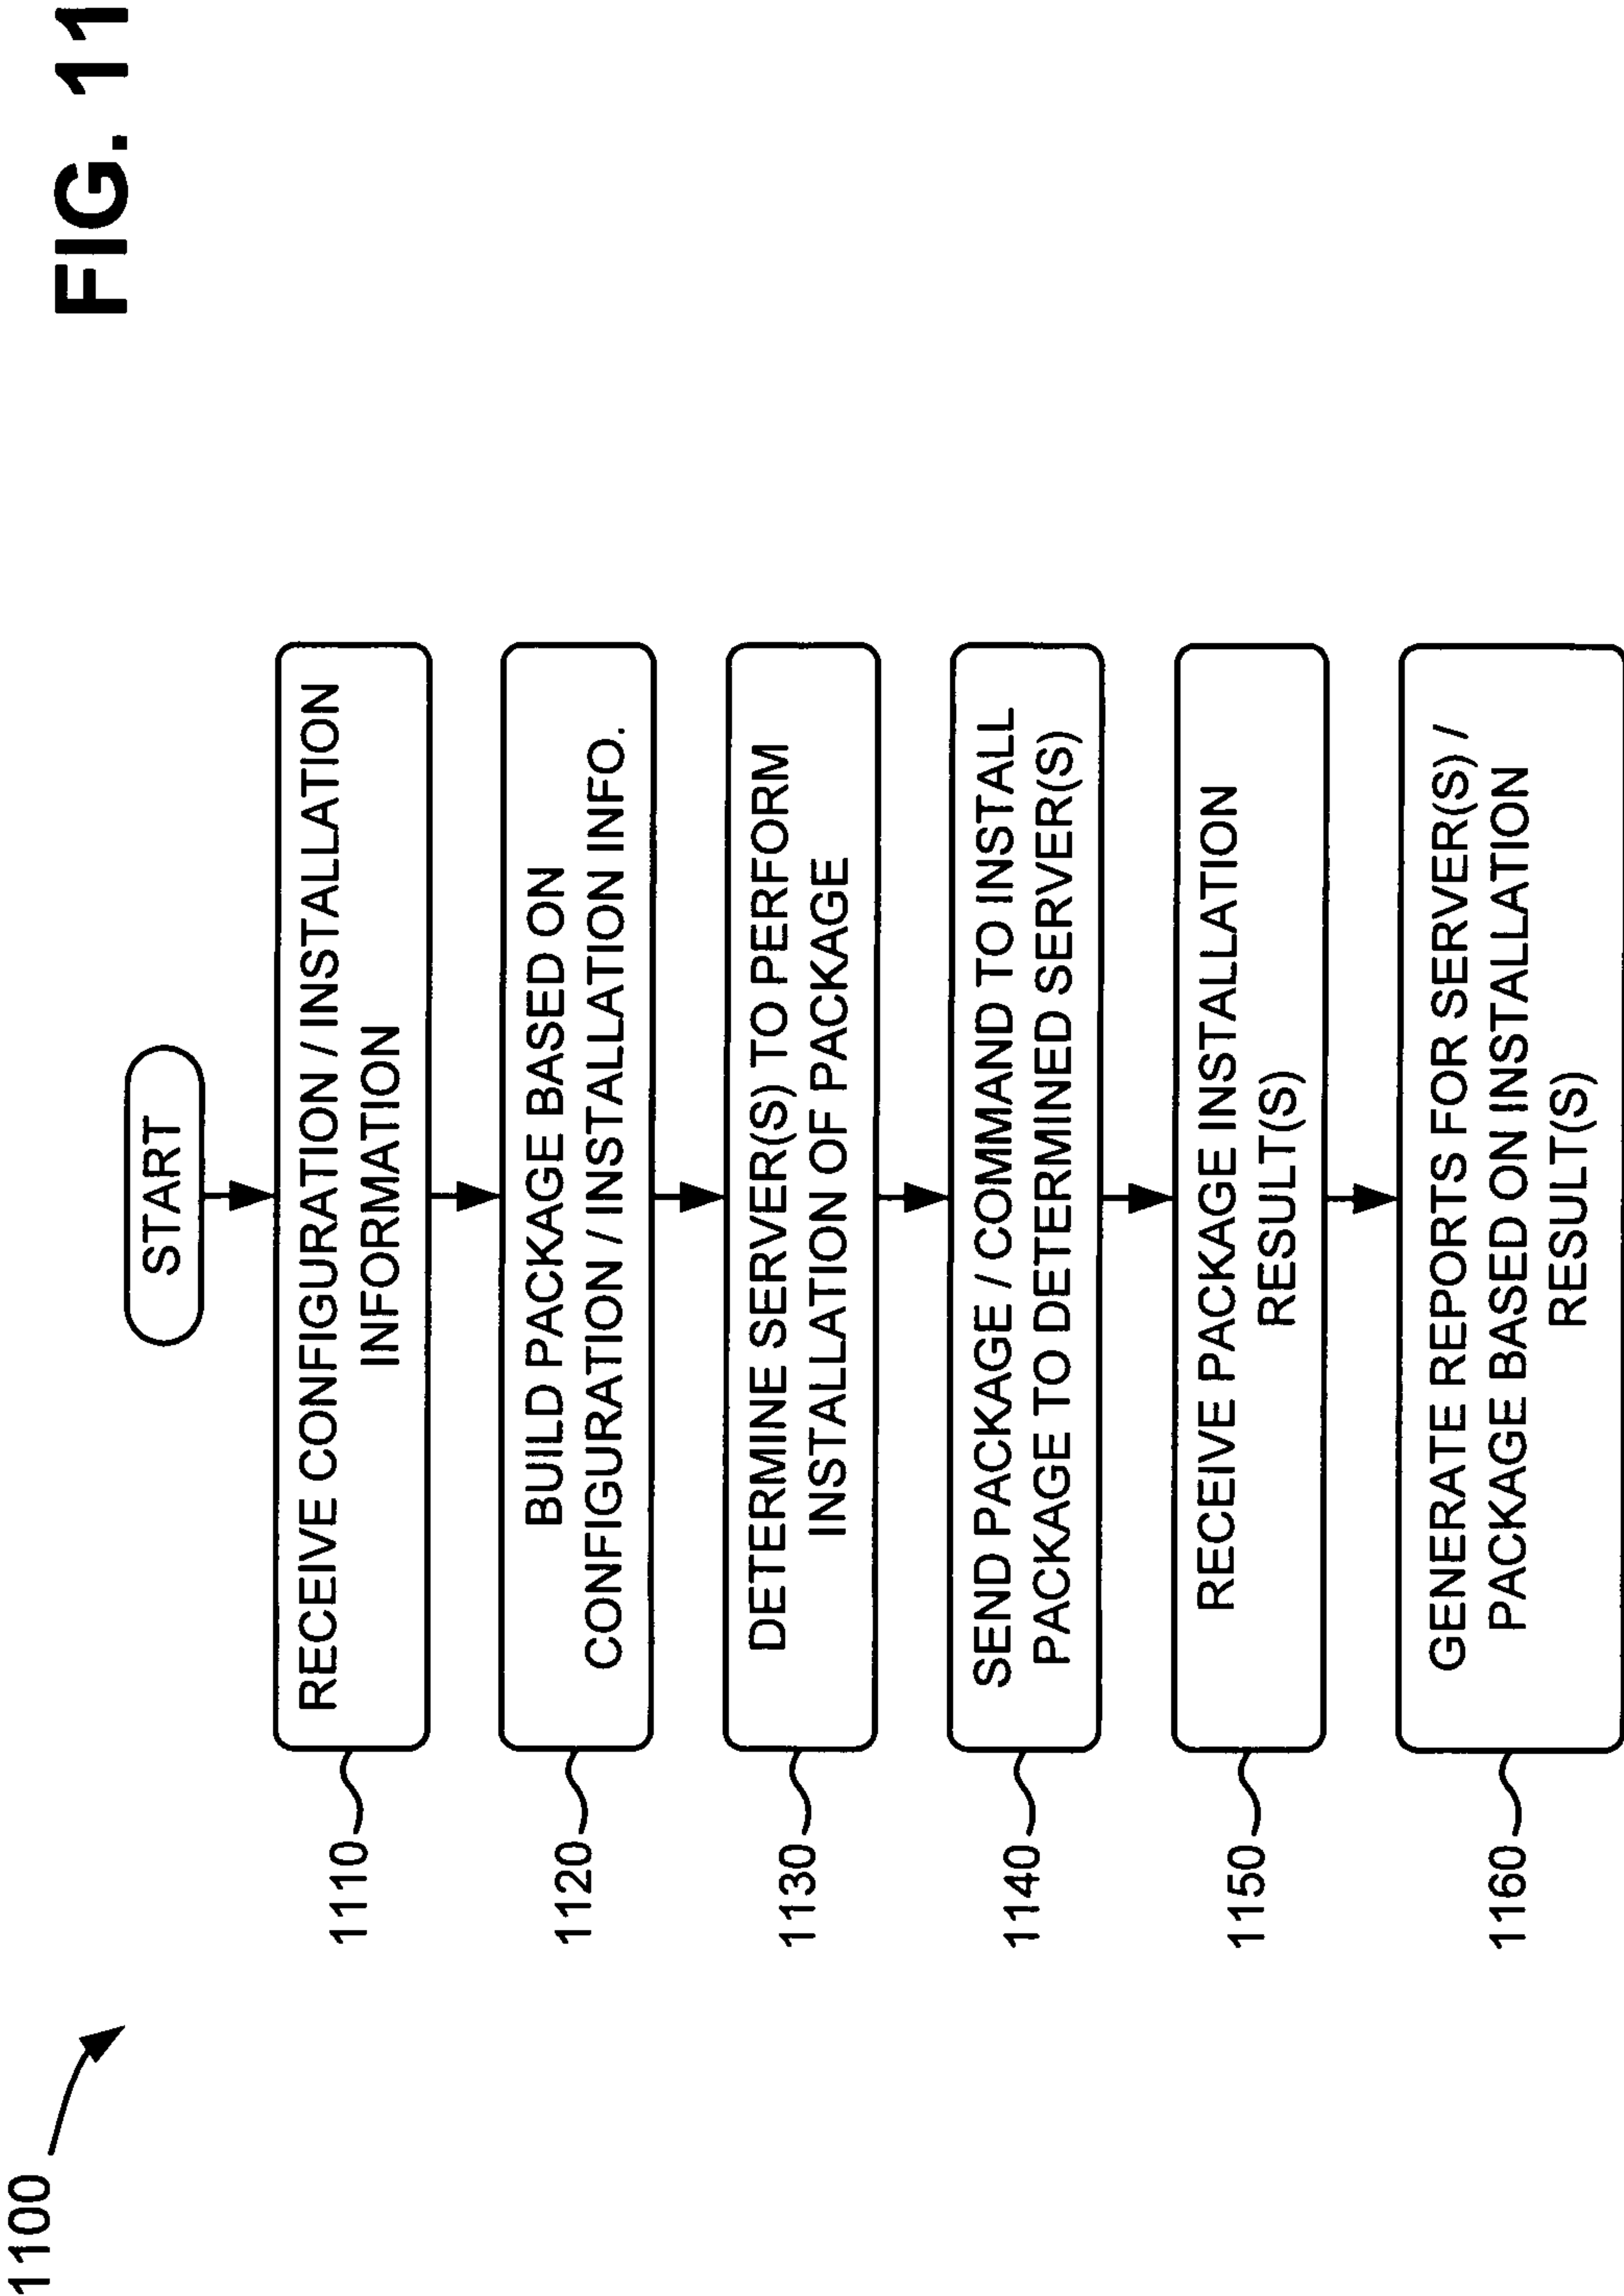 FIG. 11
1100
START
1110
RECEIVE CONFIGURATION / INSTALLATION
INFORMATION
1120
BUILD PACKAGE BASED ON
CONFIGURATION / INSTALLATION INFO.
1130
DETERMINE SERVER(S) TO PERFORM
INSTALLATION OF PACKAGE
1140
SEND PACKAGE / COMMAND TO INSTALL
PACKAGE TO DETERMINED SERVER(S)
1150
RECEIVE PACKAGE INSTALLATION
RESULT(S)
1160
GENERATE REPORTS FOR SERVER(S) /
PACKAGE BASED ON INSTALLATION
RESULT(S)